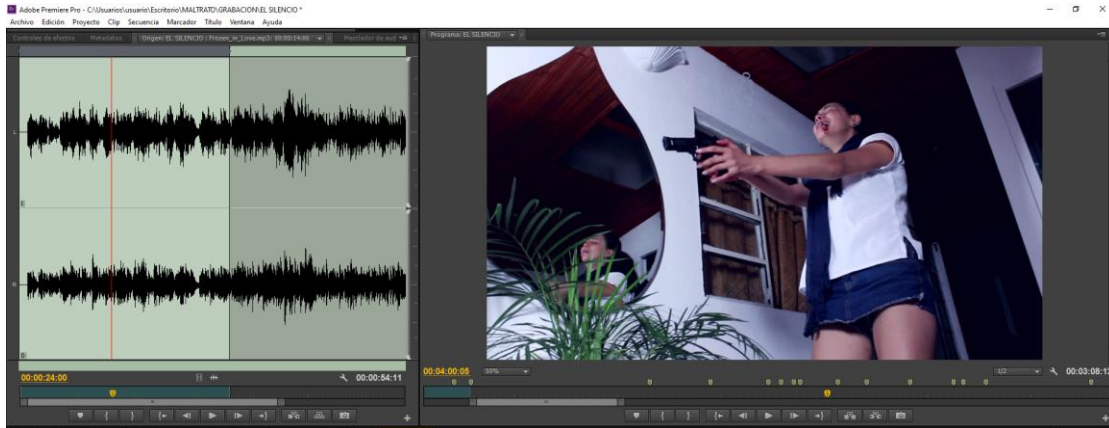 Adobe Premiere Pro - C:\Usuarios\usuario\Escritorio\MALTRATO\GRABACION\EL SILENCIO *
Archivo Edición Proyecto Clip Secuencia Marcador Título Ventana Ayuda
Controles de efectos Metadatos Origen: EL SILENCIO : Frozen_in_Love.mp3: 00:00:14:06 Mezclador de aud
Programa: EL SILENCIO
L
R
00:00:24:00 00:00:54:11
00:04:00:05 50% 1/2 00:03:08:12